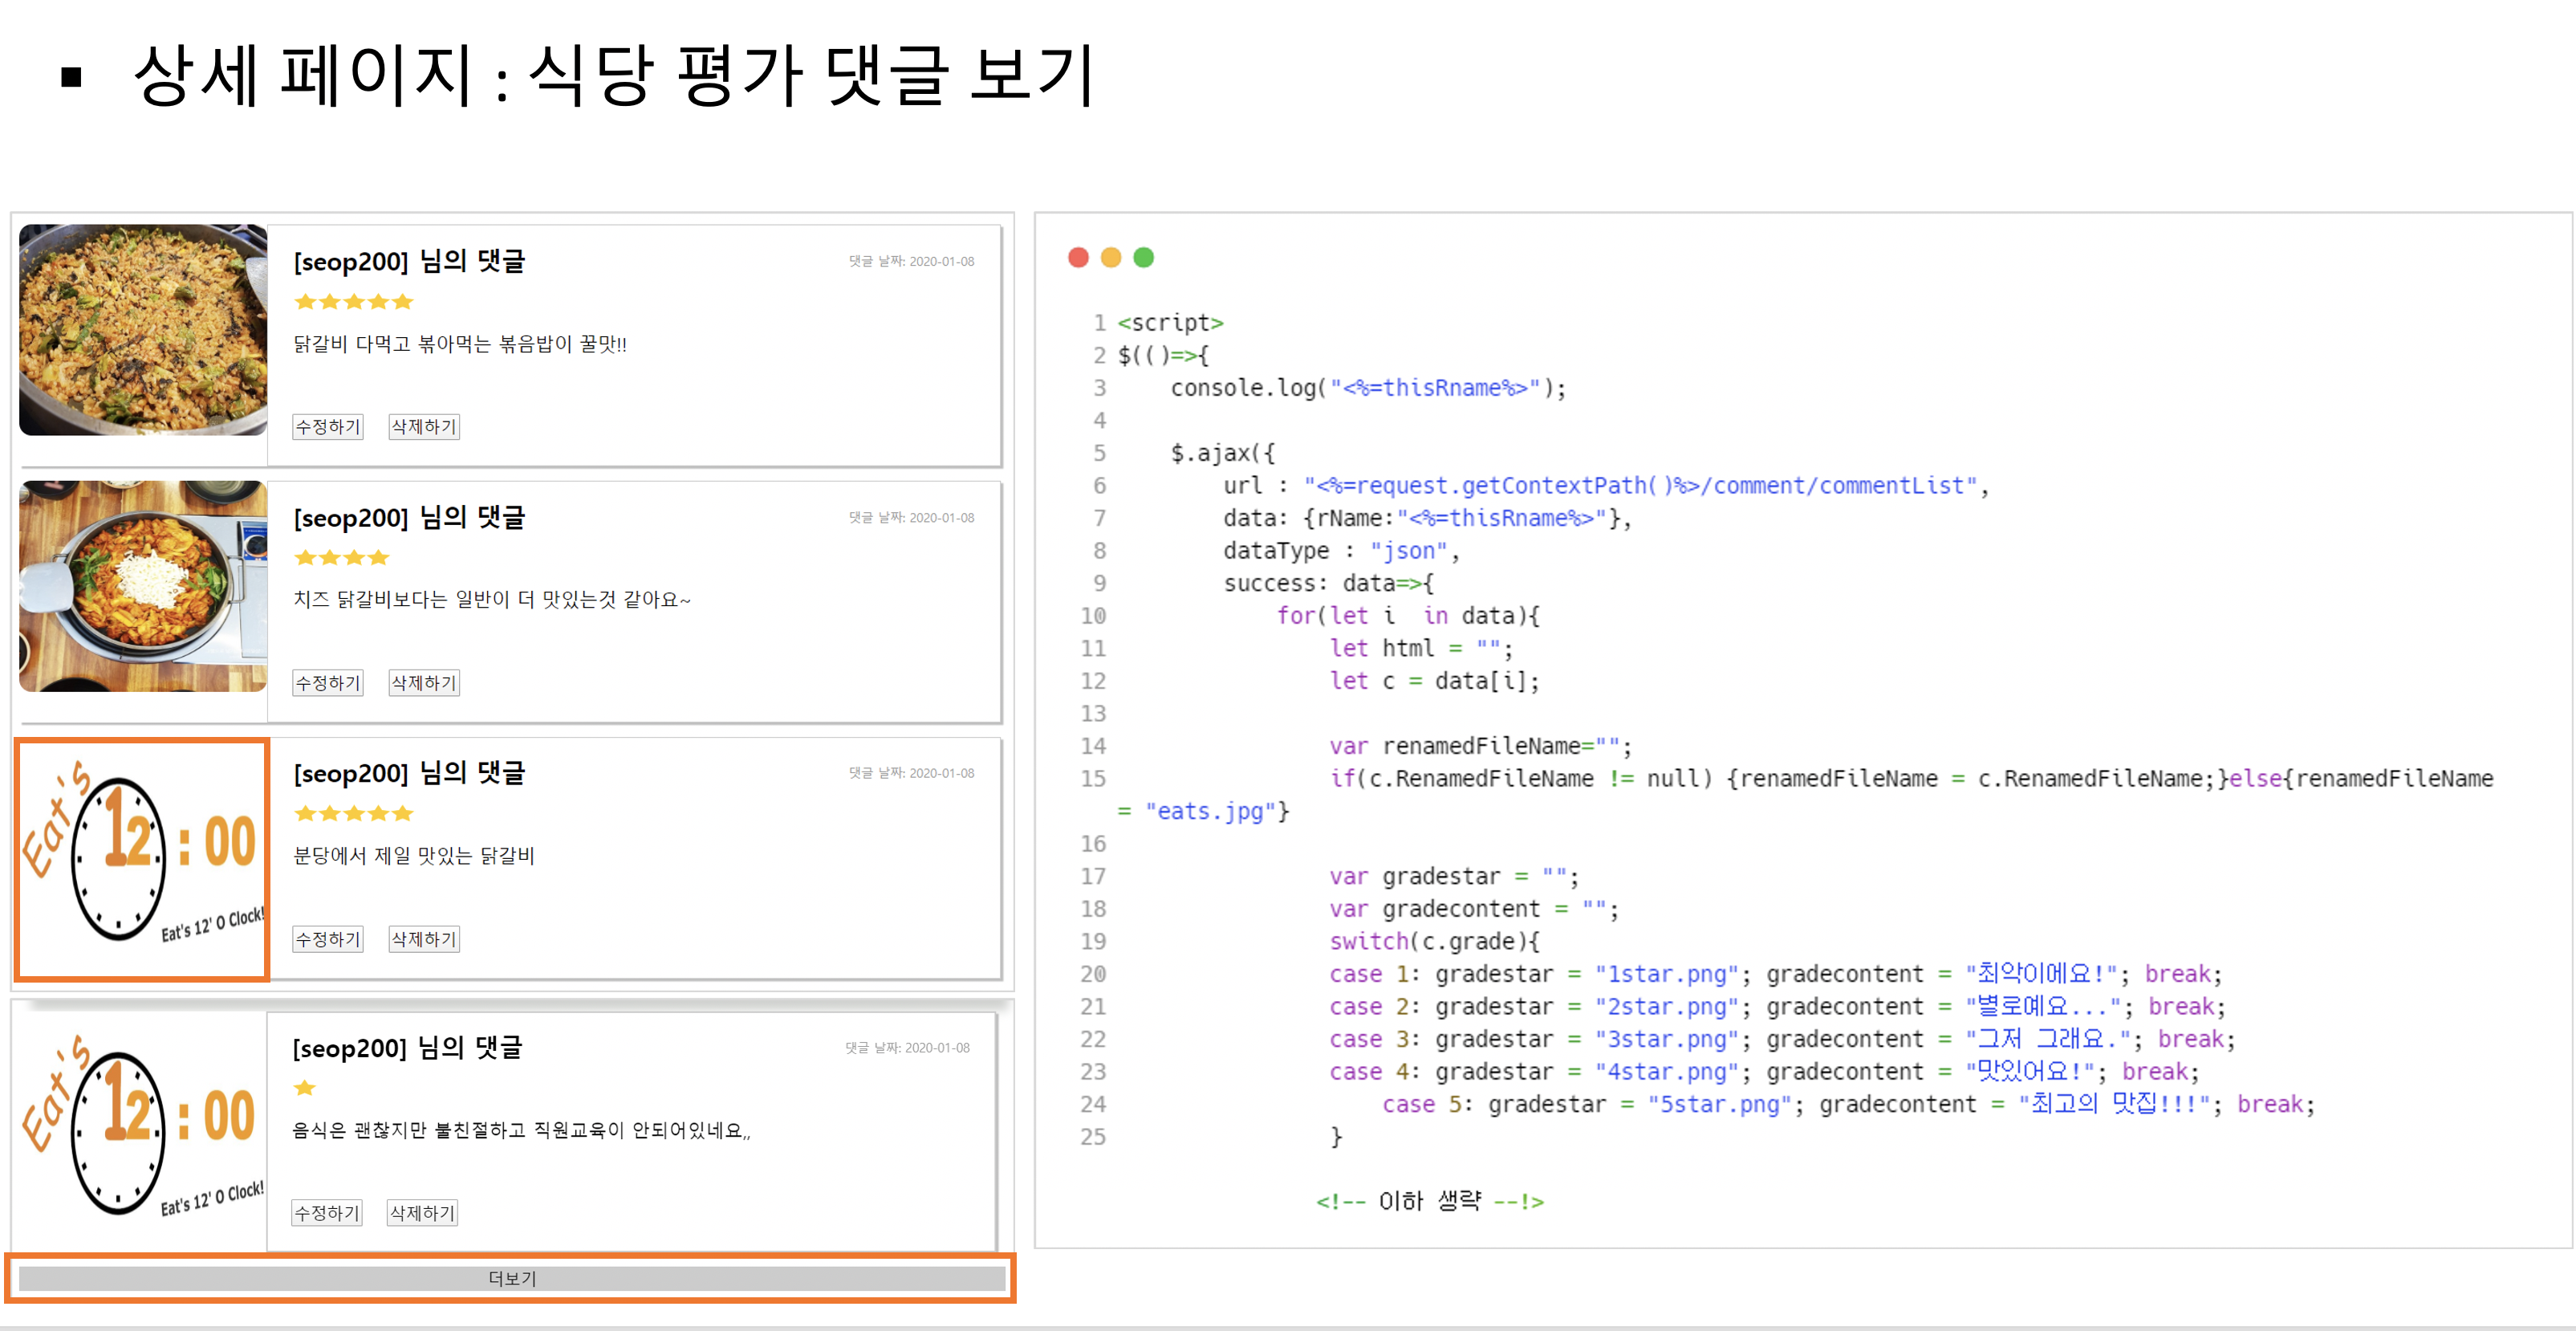 ▪ 상세 페이지 : 식당 평가 댓글 보기
[seop200] 님의 댓글
댓글 날짜: 2020-01-08
닭갈비 다먹고 볶아먹는 볶음밥이 꿀맛!!
수정하기 삭제하기
[seop200] 님의 댓글
댓글 날짜: 2020-01-08
치즈 닭갈비보다는 일반이 더 맛있는것 같아요~
수정하기 삭제하기
Eat's
12:00
Eat's 12' O Clock!
[seop200] 님의 댓글
댓글 날짜: 2020-01-08
분당에서 제일 맛있는 닭갈비
수정하기 삭제하기
Eat's
12:00
Eat's 12' O Clock!
[seop200] 님의 댓글
댓글 날짜: 2020-01-08
음식은 괜찮지만 불친절하고 직원교육이 안되어있네요,,
수정하기 삭제하기
더보기
1 <script>
2 $(()=>{
3     console.log("<%=thisRname%>");
4
5     $.ajax({
6         url : "<%=request.getContextPath()%>/comment/commentList",
7         data: {rName:"<%=thisRname%>"},
8         dataType : "json",
9         success: data=>{
10             for(let i  in data){
11                 let html = "";
12                 let c = data[i];
13
14                 var renamedFileName="";
15                 if(c.RenamedFileName != null) {renamedFileName = c.RenamedFileName;}else{renamedFileName
= "eats.jpg"}
16
17                 var gradestar = "";
18                 var gradecontent = "";
19                 switch(c.grade){
20                 case 1: gradestar = "1star.png"; gradecontent = "최악이에요!"; break;
21                 case 2: gradestar = "2star.png"; gradecontent = "별로예요..."; break;
22                 case 3: gradestar = "3star.png"; gradecontent = "그저 그래요."; break;
23                 case 4: gradestar = "4star.png"; gradecontent = "맛있어요!"; break;
24                     case 5: gradestar = "5star.png"; gradecontent = "최고의 맛집!!!"; break;
25                 }
<!-- 이하 생략 --!>